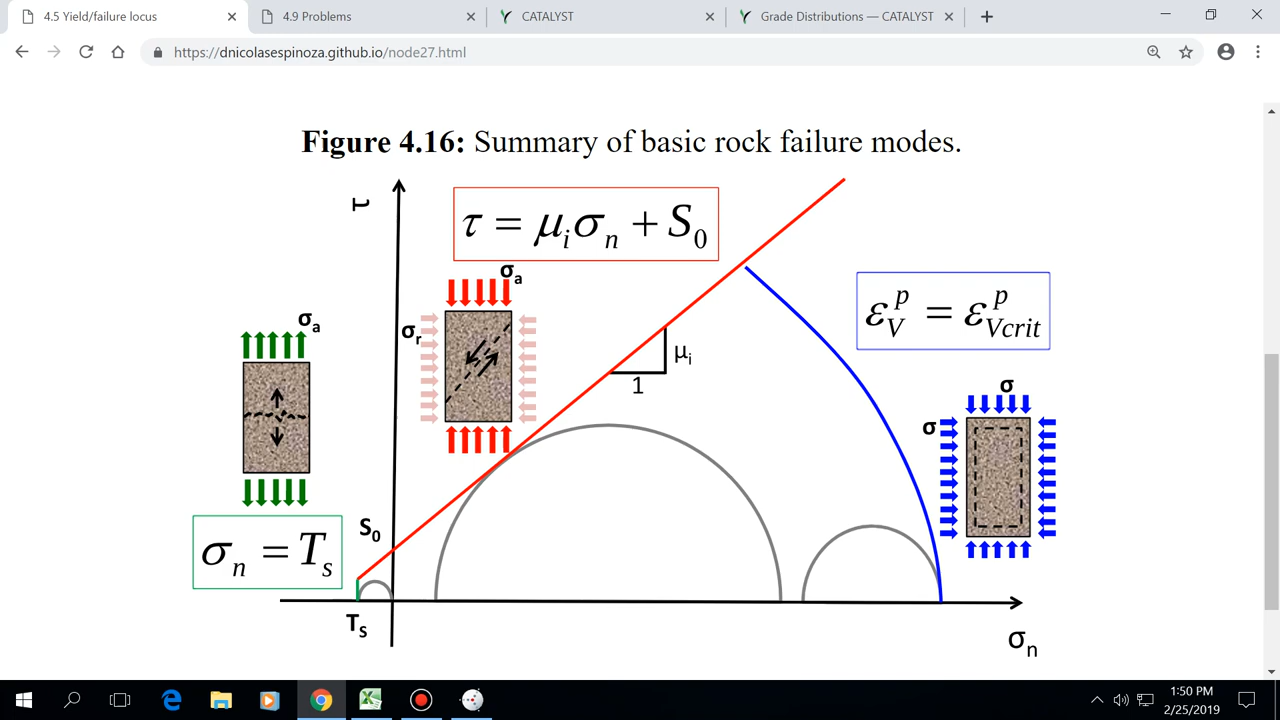 4.5 Yield/failure locus
4.9 Problems
CATALYST
Grade Distributions — CATALYST
https://dnicolasespinoza.github.io/node27.html
Figure 4.16: Summary of basic rock failure modes.
τ
τ = μᵢσₙ + S₀
σₐ
σₐ
σᵣ
εᵥᵖ = εᵥcritᵖ
μᵢ
1
σ
σ
S₀
σₙ = Tₛ
Tₛ
σₙ
1:50 PM
2/25/2019